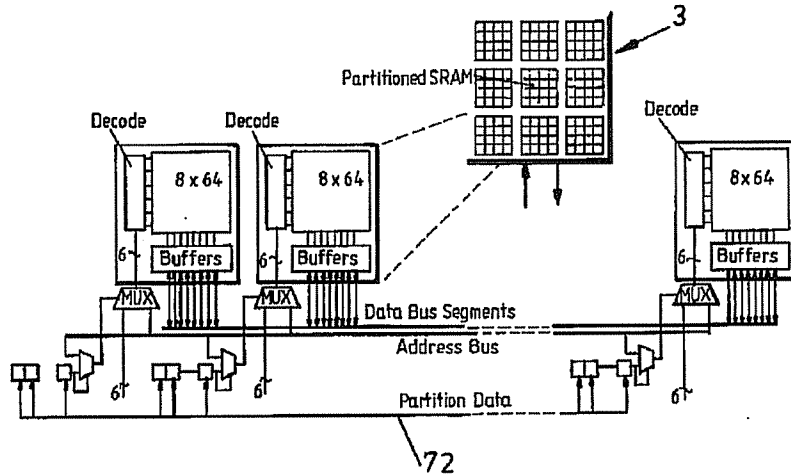 3
Partitioned SRAM
Decode
Decode
Decode
8 x 64
8 x 64
8 x 64
6
6
6
Buffers
Buffers
Buffers
MUX
MUX
MUX
Data Bus Segments
Address Bus
6
6
6
Partition Data
72